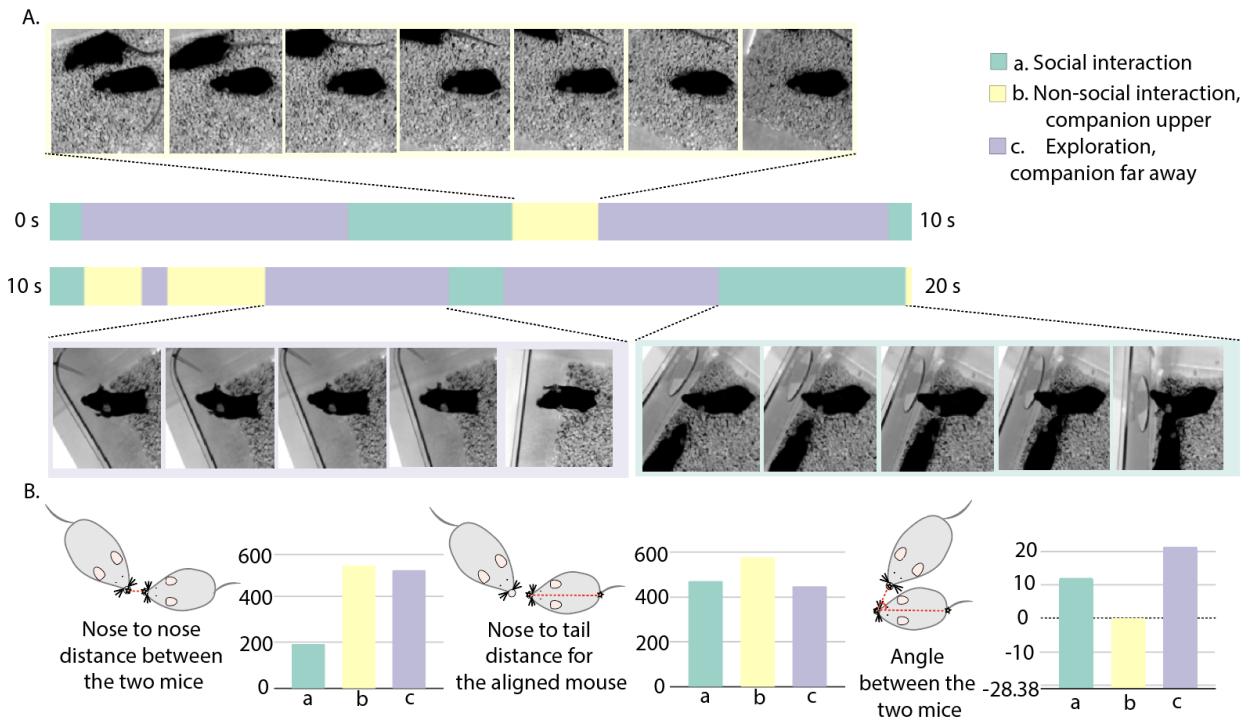 A.
a. Social interaction
b. Non-social interaction,
companion upper
c. Exploration,
companion far away
0 s
10 s
10 s
20 s
B.
Nose to nose
distance between
the two mice
600
400
200
0
a b c
Nose to tail
distance for
the aligned mouse
600
400
200
0
a b c
Angle
between the
two mice
20
10
0
-10
-28.38
a b c